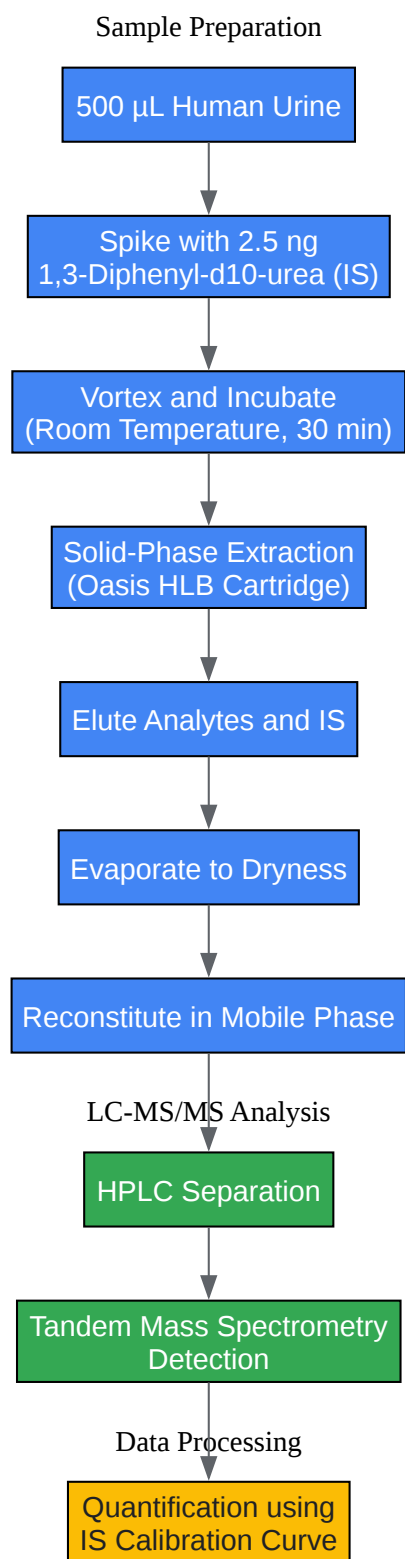 Sample Preparation
500 µL Human Urine
Spike with 2.5 ng
1,3-Diphenyl-d10-urea (IS)
Vortex and Incubate
(Room Temperature, 30 min)
Solid-Phase Extraction
(Oasis HLB Cartridge)
Elute Analytes and IS
Evaporate to Dryness
Reconstitute in Mobile Phase
LC-MS/MS Analysis
HPLC Separation
Tandem Mass Spectrometry
Detection
Data Processing
Quantification using
IS Calibration Curve